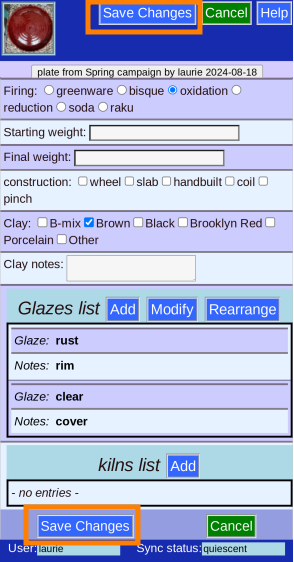 Save Changes Cancel Help
plate from Spring campaign by laurie 2024-08-18
Firing: greenware bisque oxidation
reduction soda raku
Starting weight:
Final weight:
construction: wheel slab handbuilt coil
pinch
Clay: B-mix Brown Black Brooklyn Red
Porcelain Other
Clay notes:
Glazes list Add Modify Rearrange
Glaze: rust
Notes: rim
Glaze: clear
Notes: cover
kilns list Add
- no entries -
Save Changes Cancel
User: laurie Sync status: quiescent